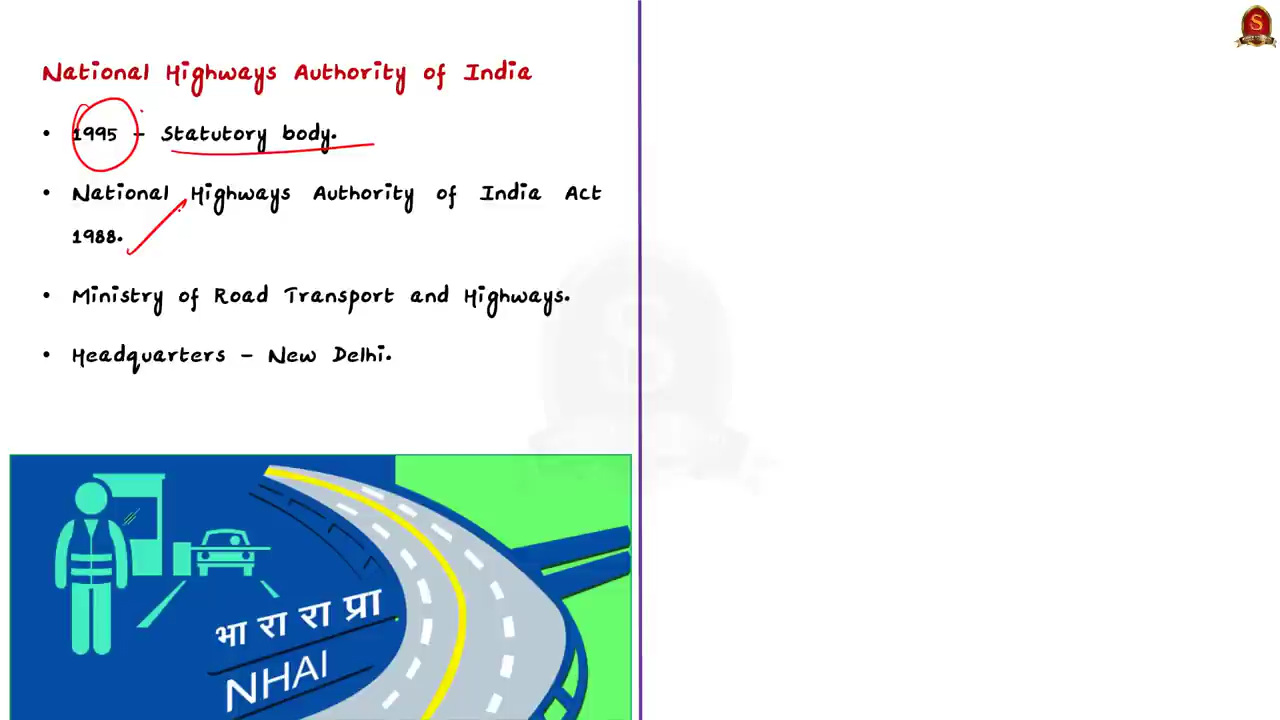 National Highways Authority of India
• 1995 - Statutory body.
• National Highways Authority of India Act
1988.
• Ministry of Road Transport and Highways.
• Headquarters - New Delhi.
भा रा रा प्रा
NHAI
S